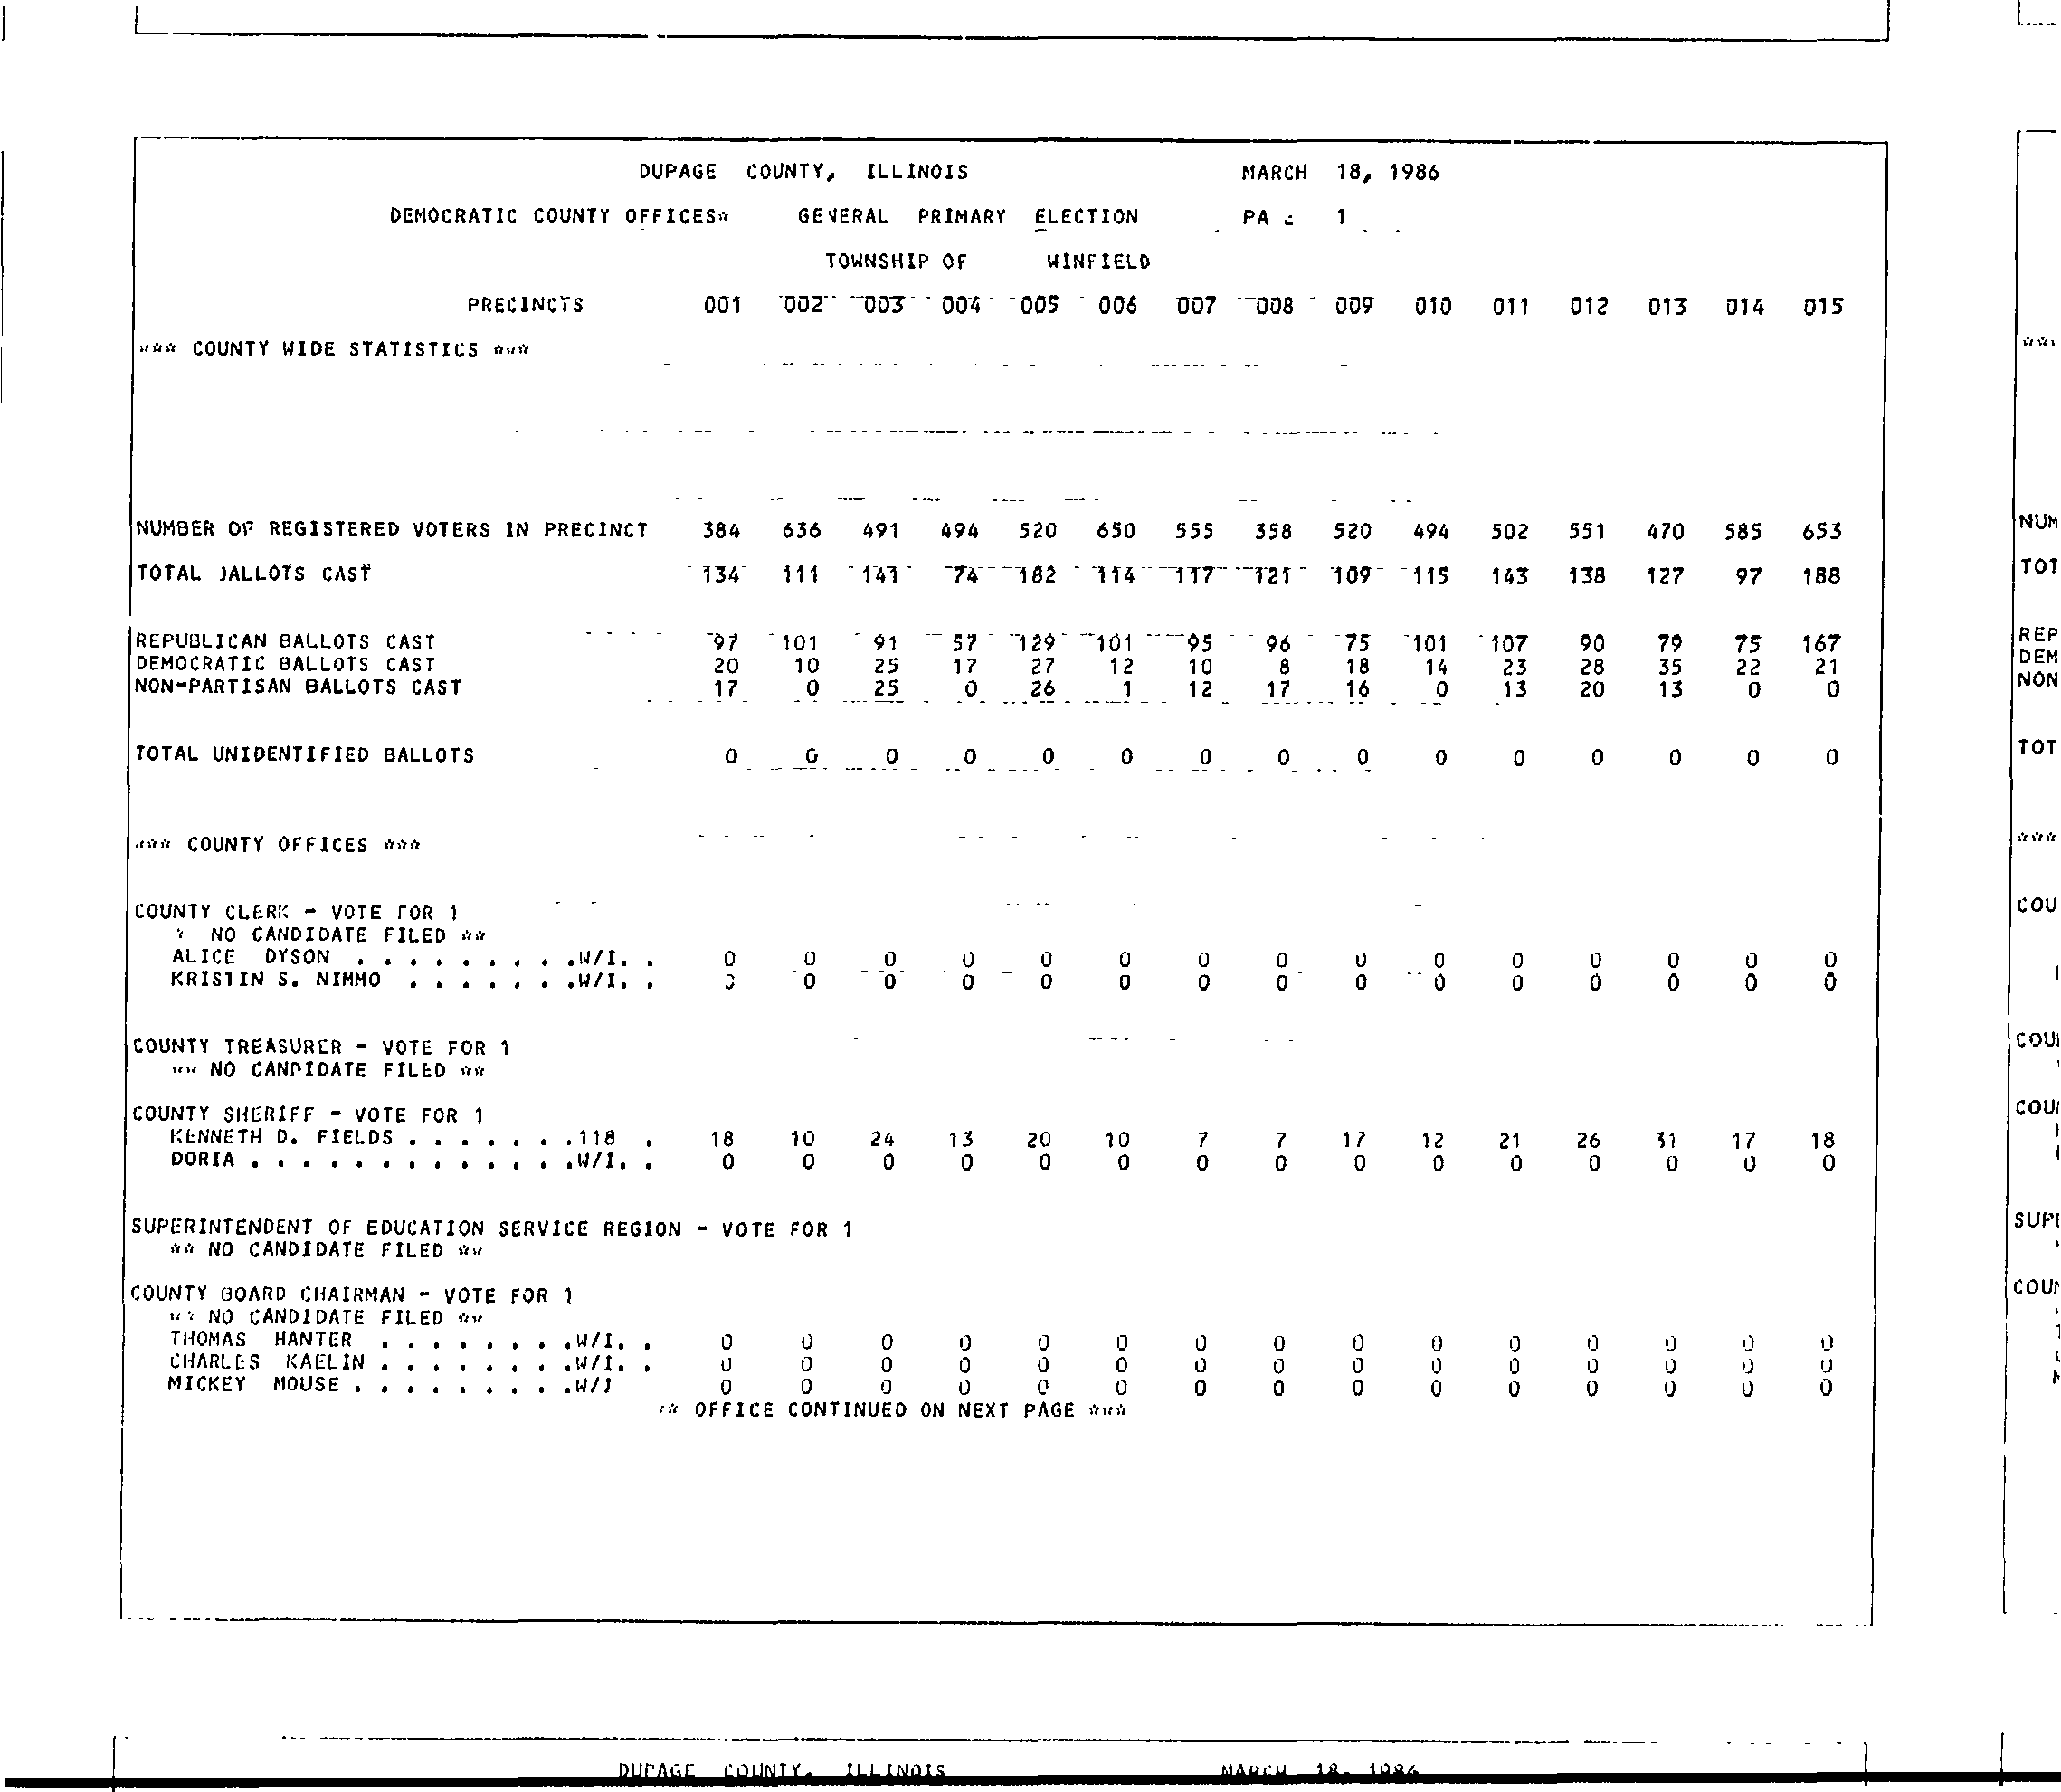 DUPAGE COUNTY, ILLINOIS MARCH 18, 1986
DEMOCRATIC COUNTY OFFICES* GENERAL PRIMARY ELECTION PA 1
TOWNSHIP OF WINFIELD
PRECINCTS 001 002 003 004 005 006 007 008 009 010 011 012 013 014 015
*** COUNTY WIDE STATISTICS ***
NUMBER OF REGISTERED VOTERS IN PRECINCT 384 636 491 494 520 650 555 358 520 494 502 551 470 585 653
TOTAL BALLOTS CAST 134 111 141 74 182 114 117 121 109 115 143 138 127 97 188
REPUBLICAN BALLOTS CAST 97 101 91 57 129 101 95 96 75 101 107 90 79 75 167
DEMOCRATIC BALLOTS CAST 20 10 25 17 27 12 10 8 18 14 23 28 35 22 21
NON-PARTISAN BALLOTS CAST 17 0 25 0 26 1 12 17 16 0 13 20 13 0 0
TOTAL UNIDENTIFIED BALLOTS 0 0 0 0 0 0 0 0 0 0 0 0 0 0 0
*** COUNTY OFFICES ***
COUNTY CLERK - VOTE FOR 1
* NO CANDIDATE FILED **
ALICE DYSON . . . . . . . . .W/I. . 0 0 0 0 0 0 0 0 0 0 0 0 0 0 0
KRISTIN S. NIMMO . . . . . . .W/I. . 0 0 0 0 0 0 0 0 0 0 0 0 0 0 0
COUNTY TREASURER - VOTE FOR 1
** NO CANDIDATE FILED **
COUNTY SHERIFF - VOTE FOR 1
KENNETH D. FIELDS . . . . . . .118 . 18 10 24 13 20 10 7 7 17 12 21 26 31 17 18
DORIA . . . . . . . . . . . . .W/I. . 0 0 0 0 0 0 0 0 0 0 0 0 0 0 0
SUPERINTENDENT OF EDUCATION SERVICE REGION - VOTE FOR 1
** NO CANDIDATE FILED **
COUNTY BOARD CHAIRMAN - VOTE FOR 1
** NO CANDIDATE FILED **
THOMAS HANTER . . . . . . . .W/I. . 0 0 0 0 0 0 0 0 0 0 0 0 0 0 0
CHARLES KAELIN . . . . . . . .W/I. . 0 0 0 0 0 0 0 0 0 0 0 0 0 0 0
MICKEY MOUSE . . . . . . . . .W/I 0 0 0 0 0 0 0 0 0 0 0 0 0 0 0
** OFFICE CONTINUED ON NEXT PAGE ***
DUPAGE COUNTY, ILLINOIS MARCH 18, 1986